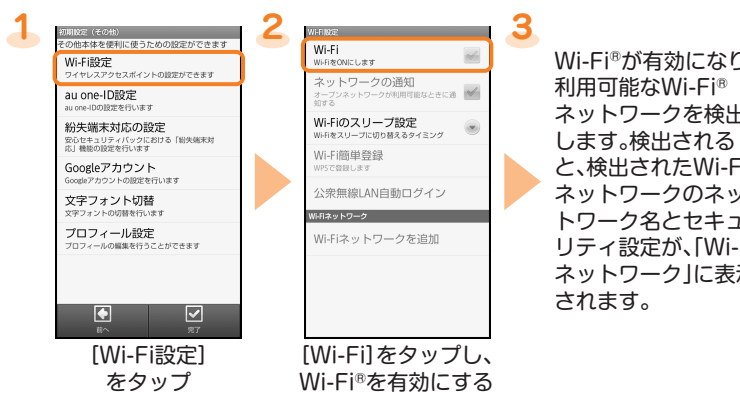 1
初期設定（その他）
その他本体を便利に使うための設定ができます
Wi-Fi設定
ワイヤレスアクセスポイントの設定ができます
au one-ID設定
au one-IDの設定を行います
紛失端末対応の設定
安心セキュリティパックにおける「紛失端末対
応」機能の設定を行います
Googleアカウント
Googleアカウントの設定を行います
文字フォント切替
文字フォントの切替を行います
プロフィール設定
プロフィールの編集を行うことができます
前へ
完了
[Wi-Fi設定]
をタップ
2
Wi-Fi設定
Wi-Fi
Wi-FiをONにします
ネットワークの通知
オープンネットワークが利用可能なときに通
知する
Wi-Fiのスリープ設定
Wi-Fiをスリープに切り替えるタイミング
Wi-Fi簡単登録
WPSで登録します
公衆無線LAN自動ログイン
Wi-Fiネットワーク
Wi-Fiネットワークを追加
[Wi-Fi]をタップし、
Wi-Fi®を有効にする
3
Wi-Fi®が有効になり
利用可能なWi-Fi®
ネットワークを検出
します。検出される
と、検出されたWi-F
ネットワークのネッ
トワーク名とセキュ
リティ設定が、「Wi-
ネットワーク」に表示
されます。